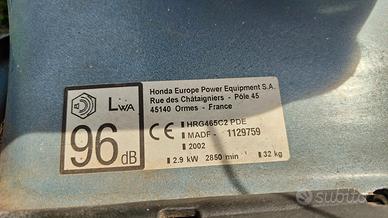 LWA
96 dB
Honda Europe Power Equipment S.A.
Rue des Châtaigniers - Pôle 45
45140 Ormes - France
CE
HRG465C2 PDE
MADF - 1129759
2002
2.9 kW 2850 min
32 kg
subito